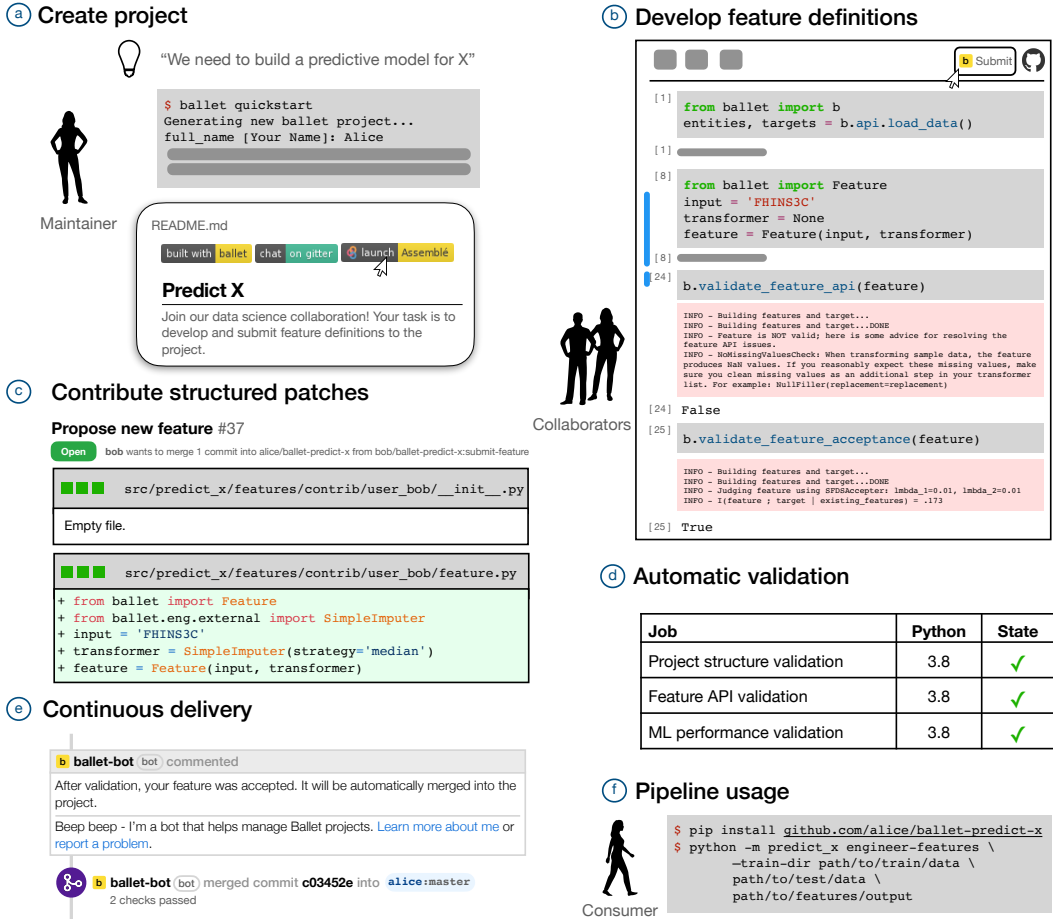 a Create project
“We need to build a predictive model for X”
$ ballet quickstart
Generating new ballet project...
full_name [Your Name]: Alice
Maintainer
README.md
built with ballet chat on gitter launch Assemblé
Predict X
Join our data science collaboration! Your task is to
develop and submit feature definitions to the
project.
b Develop feature definitions
b Submit
[1]
from ballet import b
entities, targets = b.api.load_data()
[1]
[8]
from ballet import Feature
input = 'FHINS3C'
transformer = None
feature = Feature(input, transformer)
[8]
[24]
b.validate_feature_api(feature)
INFO - Building features and target...
INFO - Building features and target...DONE
INFO - Feature is NOT valid; here is some advice for resolving the
feature API issues.
INFO - NoMissingValuesCheck: When transforming sample data, the feature
produces NaN values. If you reasonably expect these missing values, make
sure you clean missing values as an additional step in your transformer
list. For example: NullFiller(replacement=replacement)
[24] False
[25]
b.validate_feature_acceptance(feature)
INFO - Building features and target...
INFO - Building features and target...DONE
INFO - Judging feature using SFDSAccepter: lmbda_1=0.01, lmbda_2=0.01
INFO - I(feature ; target | existing_features) = .173
[25] True
Collaborators
c Contribute structured patches
Propose new feature #37
Open bob wants to merge 1 commit into alice/ballet-predict-x from bob/ballet-predict-x:submit-feature
src/predict_x/features/contrib/user_bob/__init__.py
Empty file.
src/predict_x/features/contrib/user_bob/feature.py
+ from ballet import Feature
+ from ballet.eng.external import SimpleImputer
+ input = 'FHINS3C'
+ transformer = SimpleImputer(strategy='median')
+ feature = Feature(input, transformer)
d Automatic validation
Job Python State
Project structure validation 3.8 ✓
Feature API validation 3.8 ✓
ML performance validation 3.8 ✓
e Continuous delivery
b ballet-bot bot commented
After validation, your feature was accepted. It will be automatically merged into the
project.
Beep beep - I’m a bot that helps manage Ballet projects. Learn more about me or
report a problem.
b ballet-bot bot merged commit c03452e into alice:master
2 checks passed
f Pipeline usage
$ pip install github.com/alice/ballet-predict-x
$ python -m predict_x engineer-features \
—train-dir path/to/train/data \
path/to/test/data \
path/to/features/output
Consumer